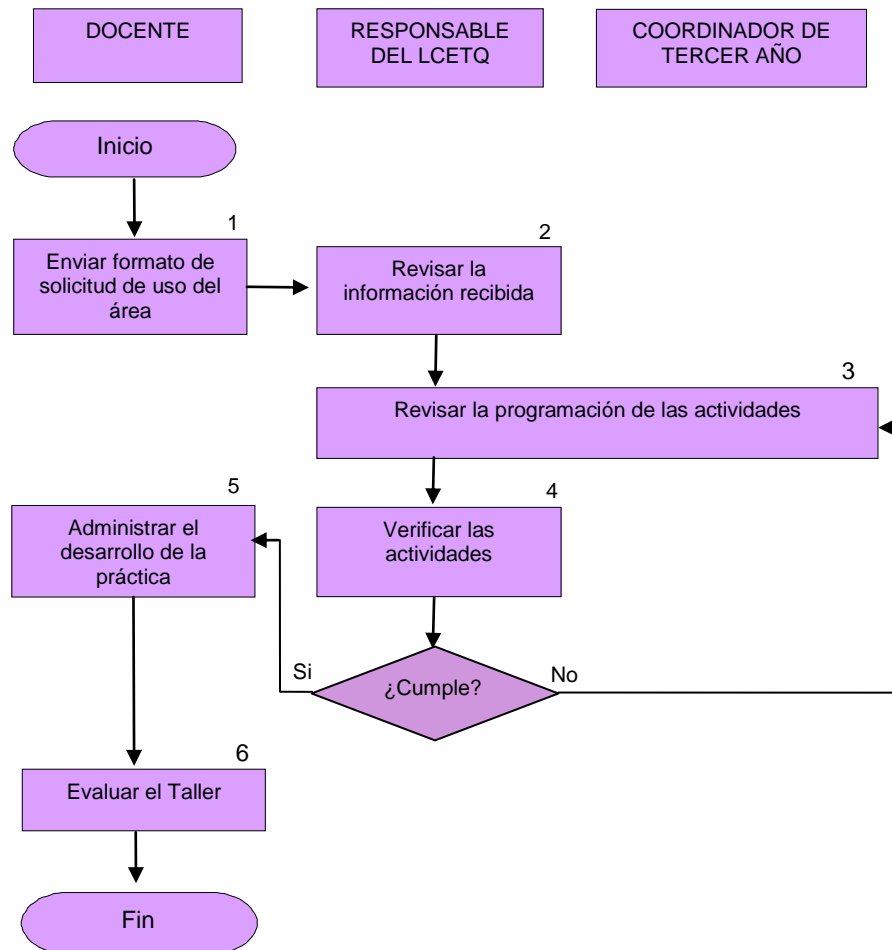 DOCENTE
RESPONSABLE
DEL LCETQ
COORDINADOR DE
TERCER AÑO
Inicio
1
Enviar formato de
solicitud de uso del
área
2
Revisar la
información recibida
3
Revisar la programación de las actividades
4
Verificar las
actividades
5
Administrar el
desarrollo de la
práctica
Si
¿Cumple?
No
6
Evaluar el Taller
Fin